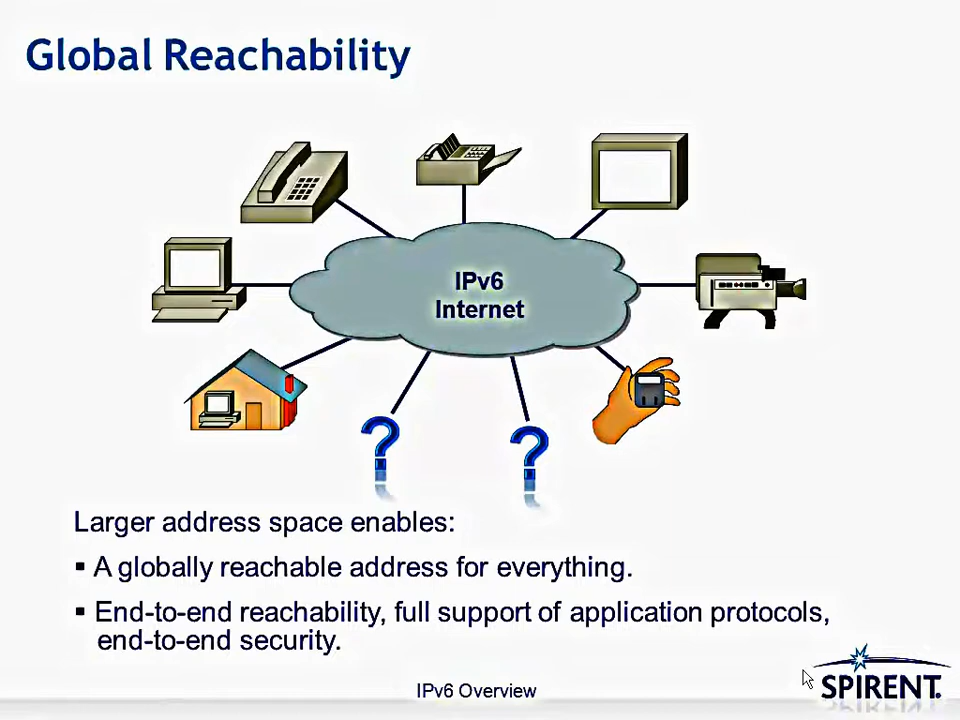 Global Reachability
IPv6
Internet
?
?
Larger address space enables:
▪ A globally reachable address for everything.
▪ End-to-end reachability, full support of application protocols,
end-to-end security.
IPv6 Overview
SPIRENT.